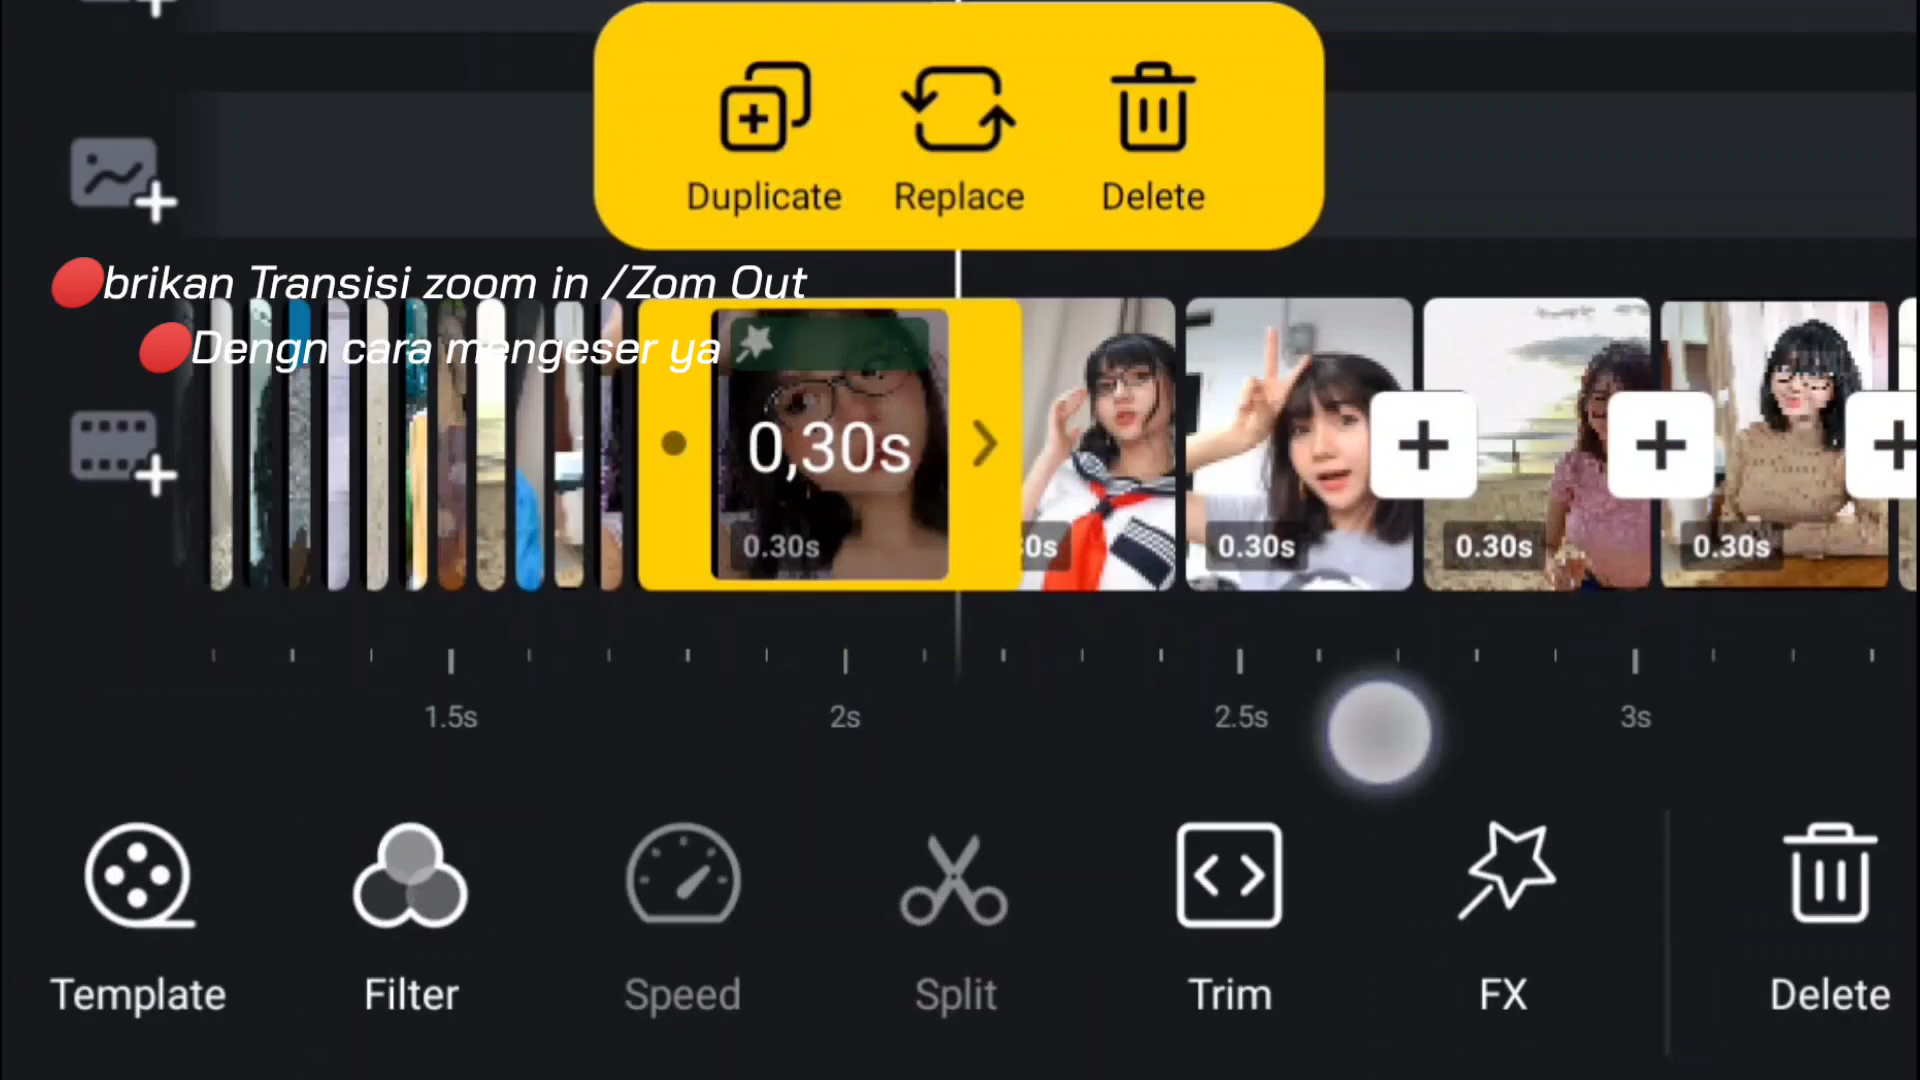 Duplicate Replace Delete
brikan Transisi zoom in /Zom Out
Dengn cara mengeser ya
0,30s
0.30s 0s 0.30s 0.30s 0.30s
1.5s 2s 2.5s 3s
Template Filter Speed Split Trim FX Delete